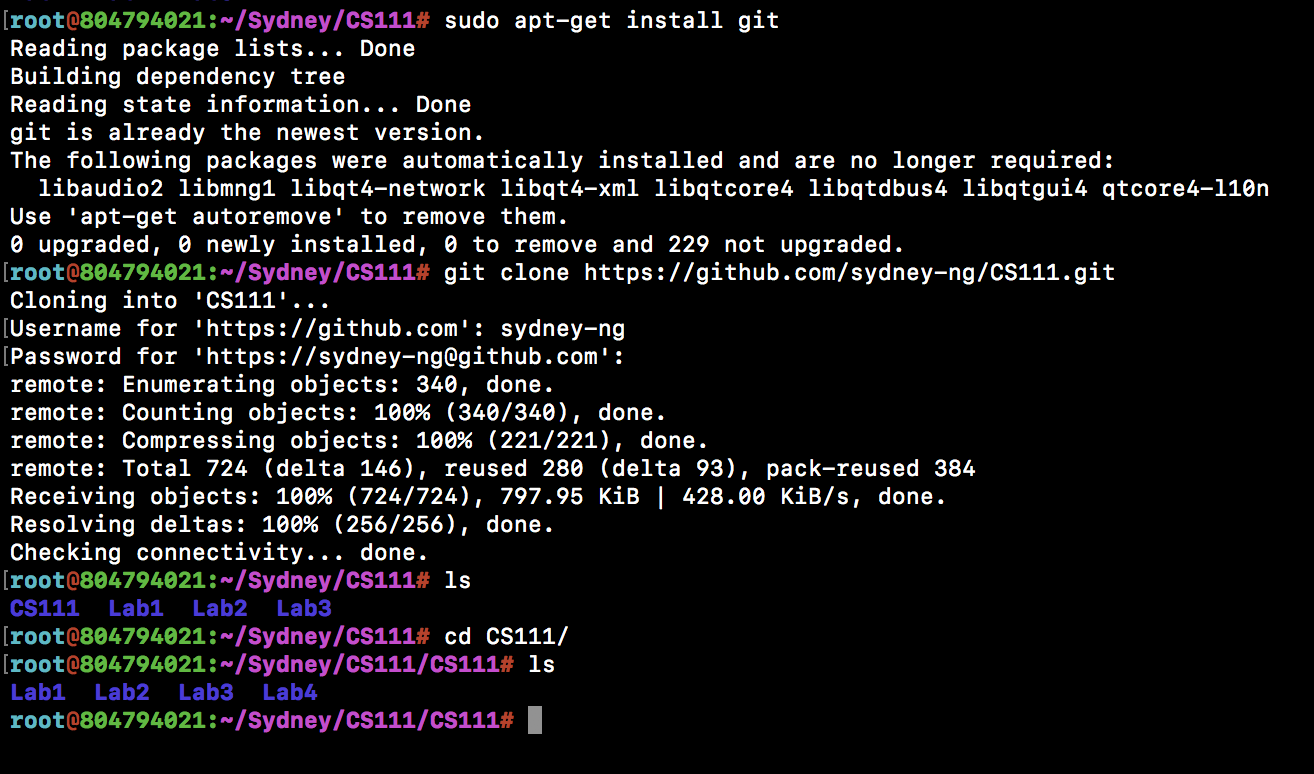 [root@804794021:~/Sydney/CS111# sudo apt-get install git
Reading package lists... Done
Building dependency tree
Reading state information... Done
git is already the newest version.
The following packages were automatically installed and are no longer required:
  libaudio2 libmng1 libqt4-network libqt4-xml libqtcore4 libqtdbus4 libqtgui4 qtcore4-l10n
Use 'apt-get autoremove' to remove them.
0 upgraded, 0 newly installed, 0 to remove and 229 not upgraded.
[root@804794021:~/Sydney/CS111# git clone https://github.com/sydney-ng/CS111.git
Cloning into 'CS111'...
[Username for 'https://github.com': sydney-ng
[Password for 'https://sydney-ng@github.com':
remote: Enumerating objects: 340, done.
remote: Counting objects: 100% (340/340), done.
remote: Compressing objects: 100% (221/221), done.
remote: Total 724 (delta 146), reused 280 (delta 93), pack-reused 384
Receiving objects: 100% (724/724), 797.95 KiB | 428.00 KiB/s, done.
Resolving deltas: 100% (256/256), done.
Checking connectivity... done.
[root@804794021:~/Sydney/CS111# ls
CS111  Lab1  Lab2  Lab3
[root@804794021:~/Sydney/CS111# cd CS111/
[root@804794021:~/Sydney/CS111/CS111# ls
Lab1  Lab2  Lab3  Lab4
root@804794021:~/Sydney/CS111/CS111#